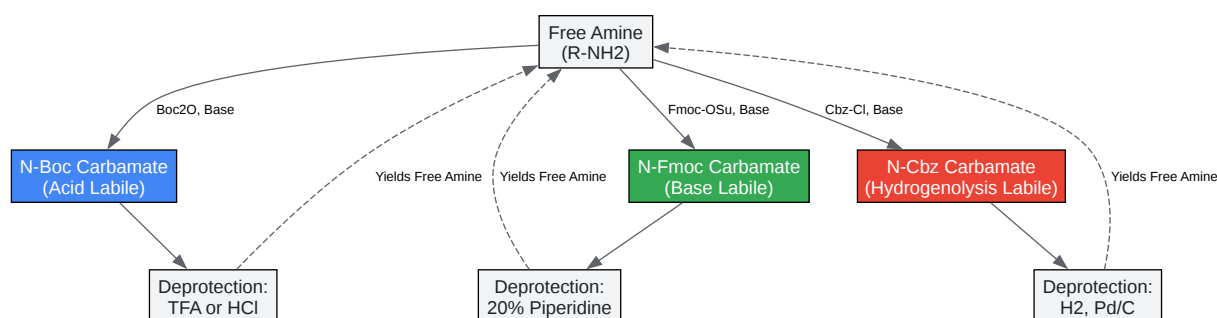 Free Amine
(R-NH2)
Boc2O, Base
Fmoc-OSu, Base
Cbz-Cl, Base
N-Boc Carbamate
(Acid Labile)
N-Fmoc Carbamate
(Base Labile)
N-Cbz Carbamate
(Hydrogenolysis Labile)
Yields Free Amine
Yields Free Amine
Yields Free Amine
Deprotection:
TFA or HCl
Deprotection:
20% Piperidine
Deprotection:
H2, Pd/C